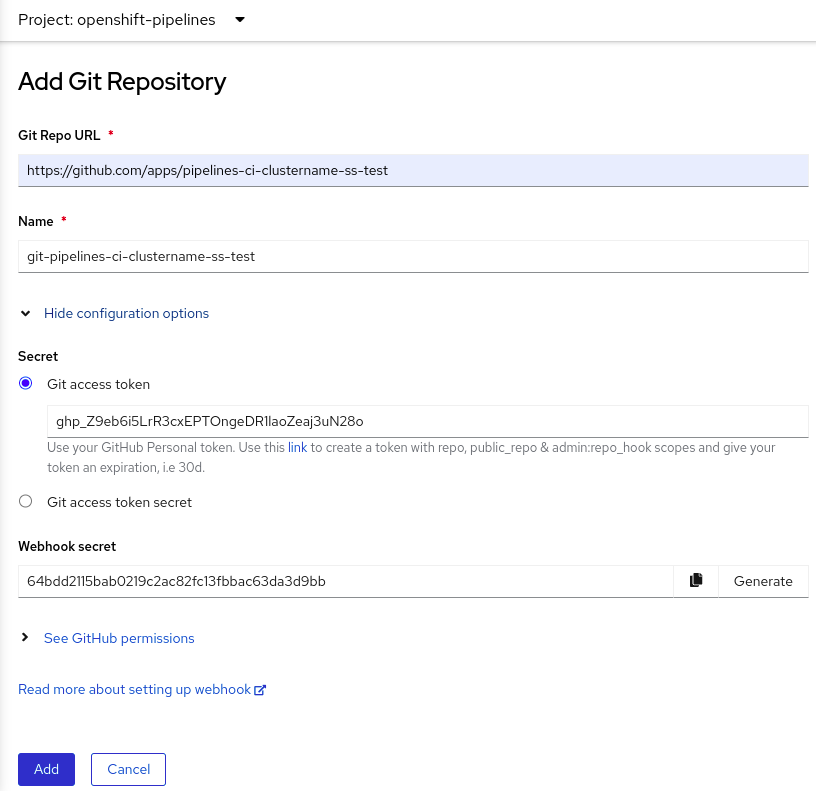 Project: openshift-pipelines
Add Git Repository
Git Repo URL *
https://github.com/apps/pipelines-ci-clustername-ss-test
Name *
git-pipelines-ci-clustername-ss-test
Hide configuration options
Secret
Git access token
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
Use your GitHub Personal token. Use this link to create a token with repo, public_repo & admin:repo_hook scopes and give your
token an expiration, i.e 30d.
Git access token secret
Webhook secret
64bdd2115bab0219c2ac82fc13fbbac63da3d9bb
Generate
See GitHub permissions
Read more about setting up webhook
Add
Cancel